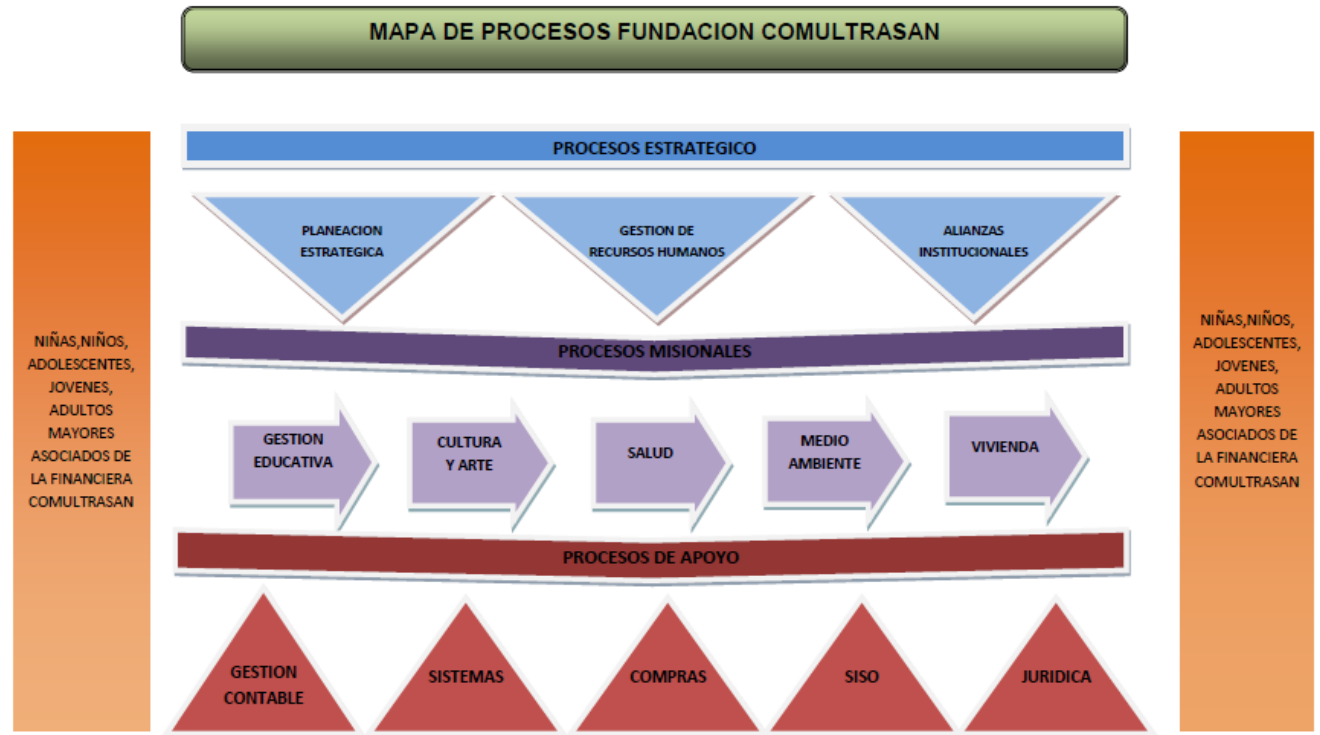 MAPA DE PROCESOS FUNDACION COMULTRASAN
NIÑAS,NIÑOS,
ADOLESCENTES,
JOVENES,
ADULTOS
MAYORES
ASOCIADOS DE
LA FINANCIERA
COMULTRASAN
PROCESOS ESTRATEGICO
PLANEACION
ESTRATEGICA
GESTION DE
RECURSOS HUMANOS
ALIANZAS
INSTITUCIONALES
PROCESOS MISIONALES
GESTION
EDUCATIVA
CULTURA
Y ARTE
SALUD
MEDIO
AMBIENTE
VIVIENDA
PROCESOS DE APOYO
GESTION
CONTABLE
SISTEMAS
COMPRAS
SISO
JURIDICA
NIÑAS,NIÑOS,
ADOLESCENTES,
JOVENES,
ADULTOS
MAYORES
ASOCIADOS DE
LA FINANCIERA
COMULTRASAN